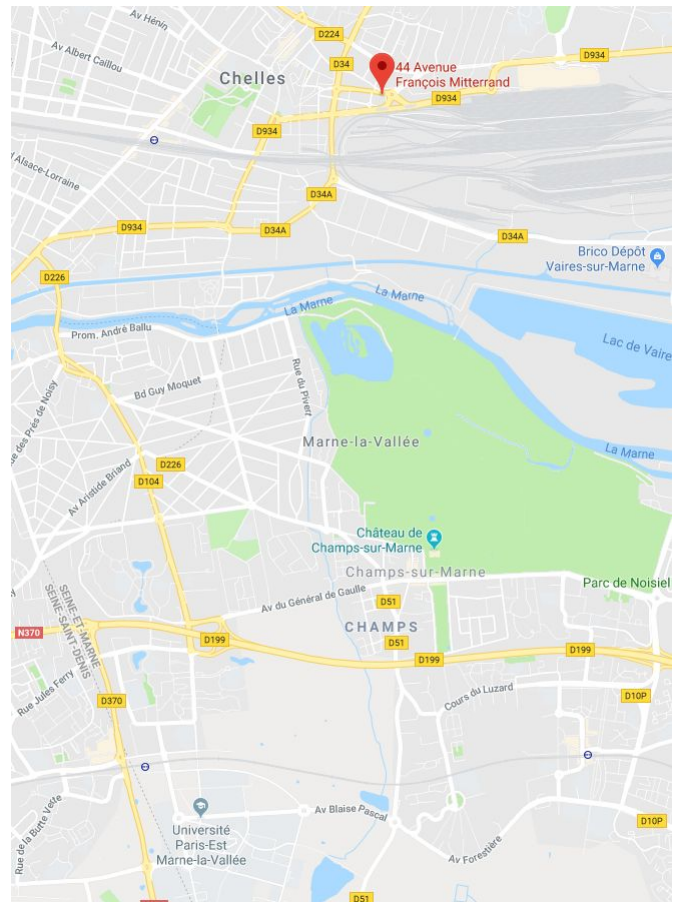 Av Hénin
D224
D934
Av Albert Caillou
D34
44 Avenue
François Mitterrand
Chelles
D934
D934
Alsace-Lorraine
D34A
D934
D34A
D34A
Brico Dépôt
Vaires-sur-Marne
D226
La Marne
La Marne
Prom. André Ballu
Lac de Vaire
Rue du Piverr
Bd Guy Moquet
ue des Prés de Noisy
Marne-la-Vallée
La Marne
D226
D104
Av Aristide Briand
Château de
Champs-sur-Marne
Champs-sur-Marne
Parc de Noisiel
Av du Général de Gaulle
D51
CHAMPS
N370
SEINE-ET-MARNE
SEINE-SAINT-DENIS
D199
D51
D199
D199
Rue Jules Ferry
D370
Cours du Luzard
D10P
Av Blaise Pascal
Université
Paris-Est
Marne-la-Vallée
D10P
Rue de la Butte Verte
Av Forestière
D51